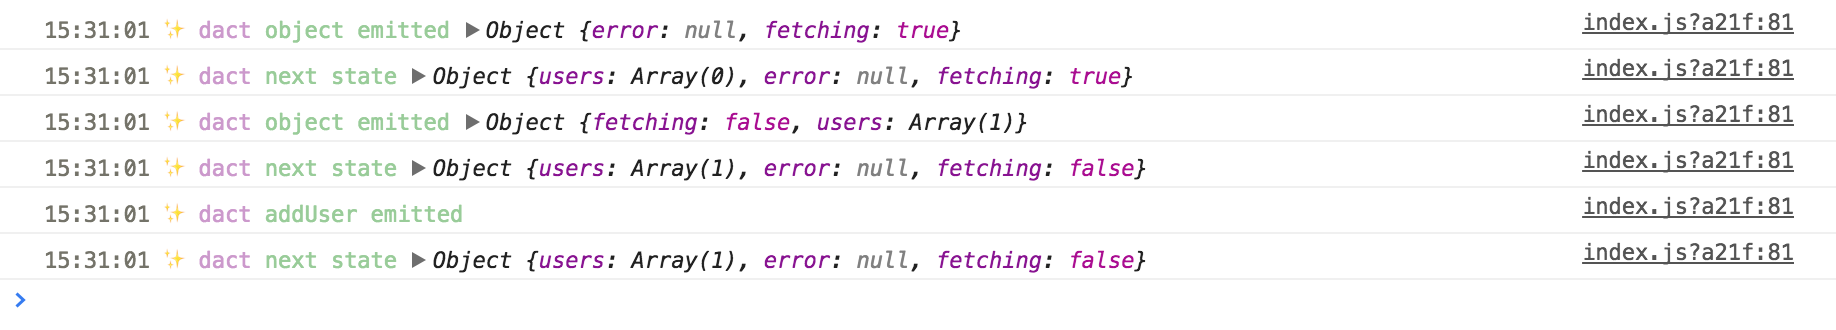 15:31:01 ✨ dact object emitted ▶Object {error: null, fetching: true} index.js?a21f:81
15:31:01 ✨ dact next state ▶Object {users: Array(0), error: null, fetching: true} index.js?a21f:81
15:31:01 ✨ dact object emitted ▶Object {fetching: false, users: Array(1)} index.js?a21f:81
15:31:01 ✨ dact next state ▶Object {users: Array(1), error: null, fetching: false} index.js?a21f:81
15:31:01 ✨ dact addUser emitted index.js?a21f:81
15:31:01 ✨ dact next state ▶Object {users: Array(1), error: null, fetching: false} index.js?a21f:81